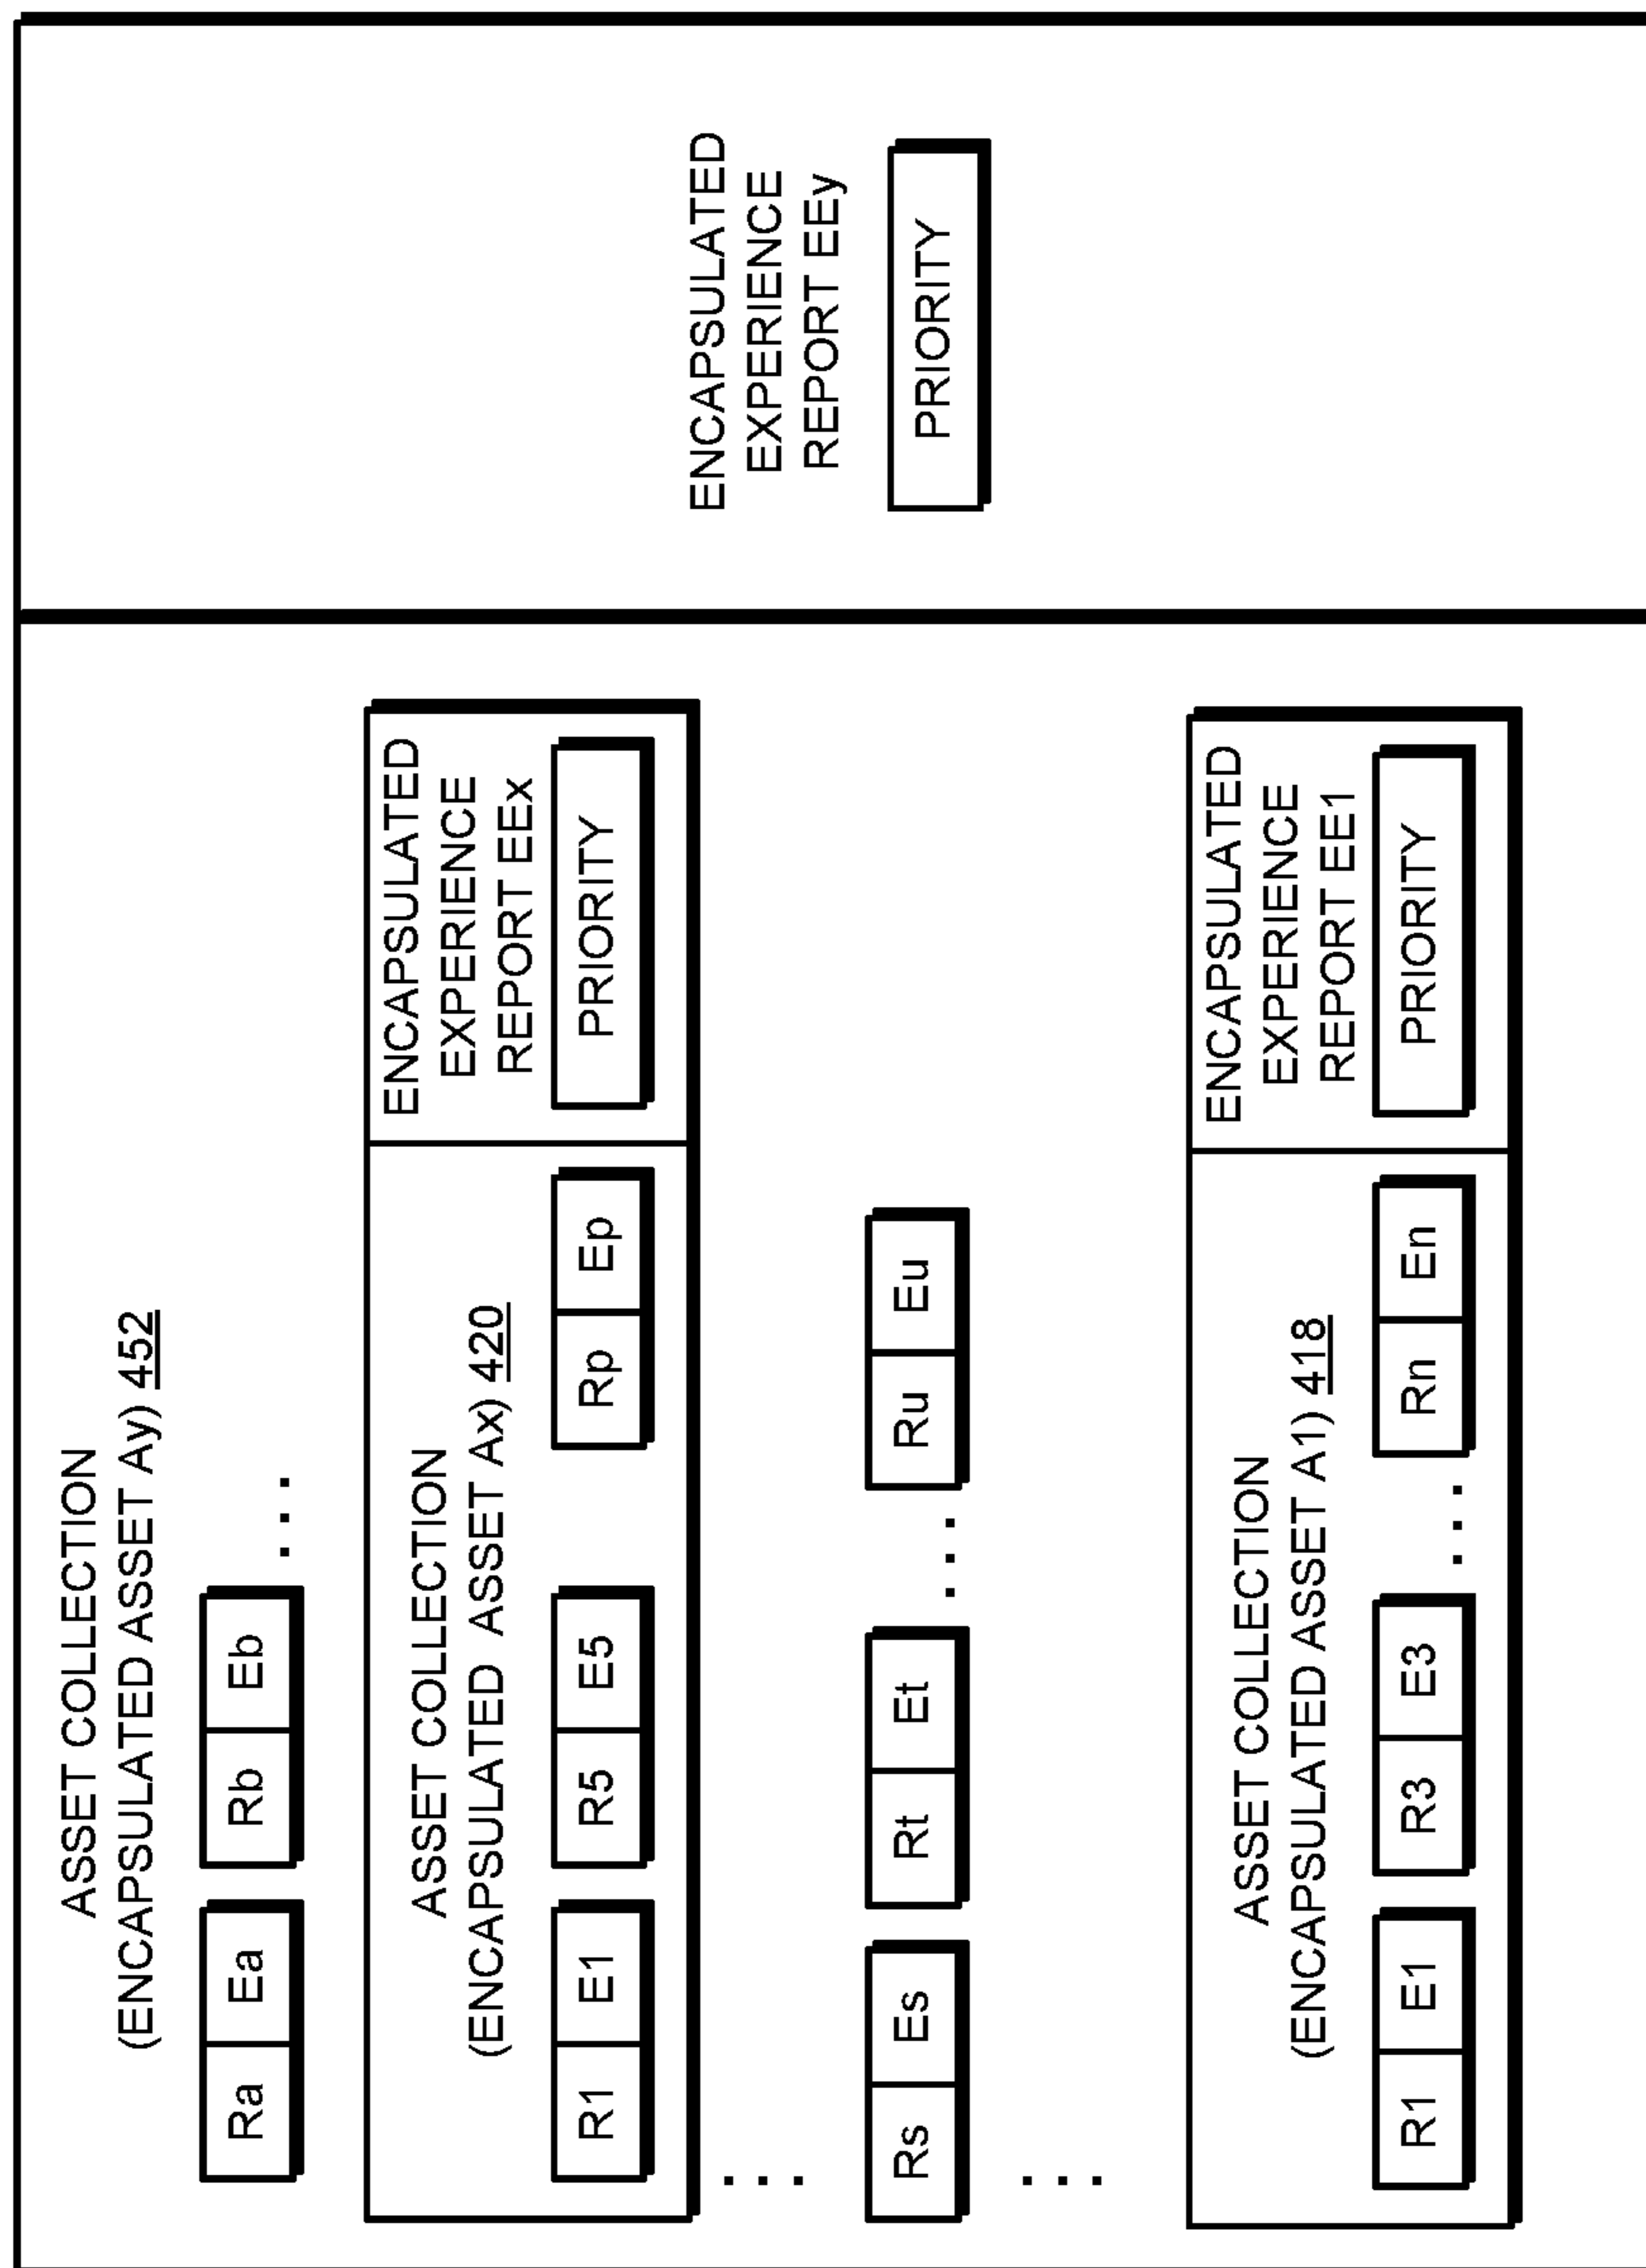 ASSET COLLECTION
(ENCAPSULATED ASSET Ay) 452
Ra Ea Rb Eb ...
ASSET COLLECTION
(ENCAPSULATED ASSET Ax) 420
R1 E1 R5 E5 Rp Ep
ENCAPSULATED
EXPERIENCE
REPORT EEx
PRIORITY
...
Rs Es Rt Et ... Ru Eu
...
ASSET COLLECTION
(ENCAPSULATED ASSET A1) 418
R1 E1 R3 E3 ... Rn En
ENCAPSULATED
EXPERIENCE
REPORT EE1
PRIORITY
ENCAPSULATED
EXPERIENCE
REPORT EEy
PRIORITY